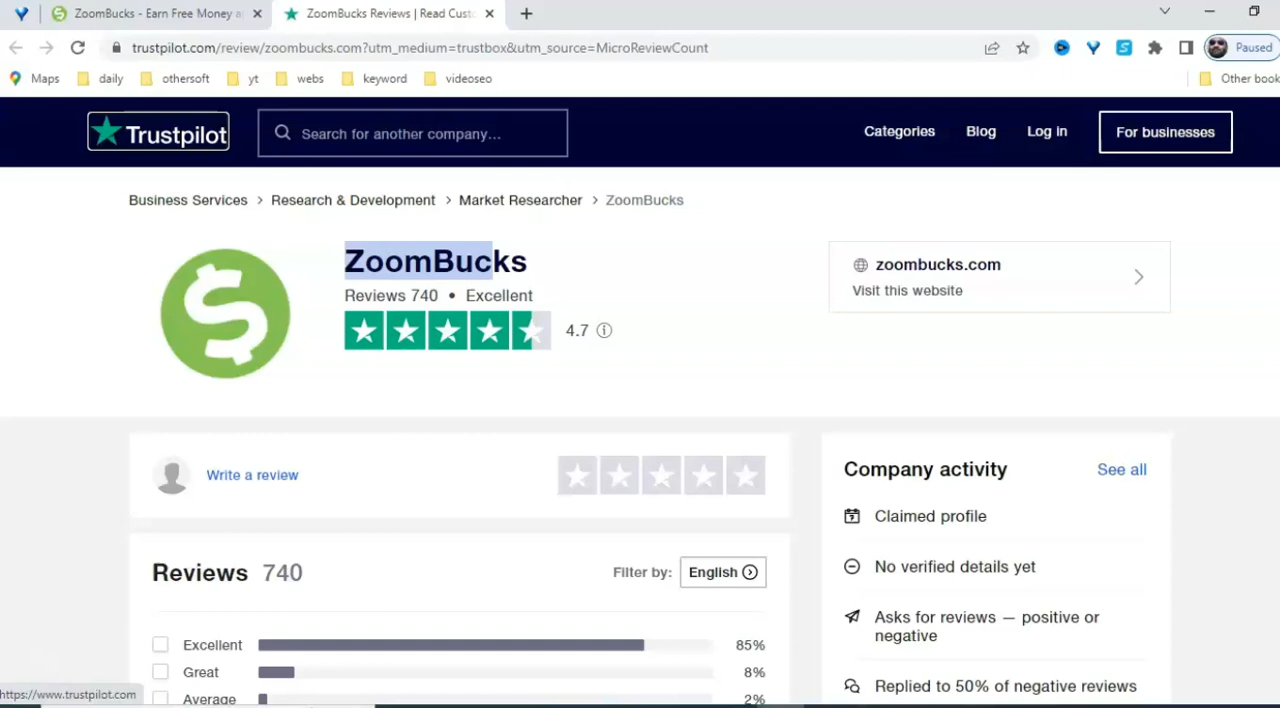 ZoomBucks - Earn Free Money a
ZoomBucks Reviews | Read Custo
trustpilot.com/review/zoombucks.com?utm_medium=trustbox&utm_source=MicroReviewCount
Paused
Maps
daily
othersoft
yt
webs
keyword
videoseo
Other book
Trustpilot
Search for another company...
Categories
Blog
Log in
For businesses
Business Services > Research & Development > Market Researcher > ZoomBucks
ZoomBucks
Reviews 740 • Excellent
4.7
zoombucks.com
Visit this website
Write a review
Reviews 740
Filter by:
English
Excellent 85%
Great 8%
Average 2%
Company activity
See all
Claimed profile
No verified details yet
Asks for reviews — positive or
negative
Replied to 50% of negative reviews
https://www.trustpilot.com